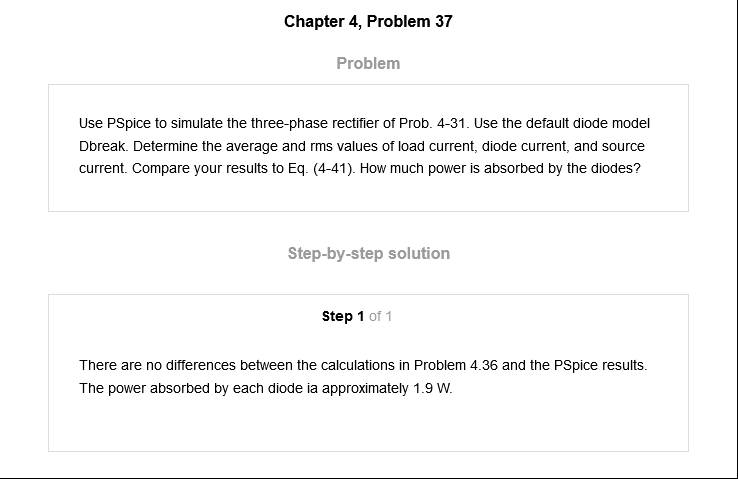 Chapter 4, Problem 37
Problem
Use PSpice to simulate the three-phase rectifier of Prob. 4-31. Use the default diode model
Dbreak. Determine the average and rms values of load current, diode current, and source
current. Compare your results to Eq. (4-41). How much power is absorbed by the diodes?
Step-by-step solution
Step 1 of 1
There are no differences between the calculations in Problem 4.36 and the PSpice results.
The power absorbed by each diode ia approximately 1.9 W.